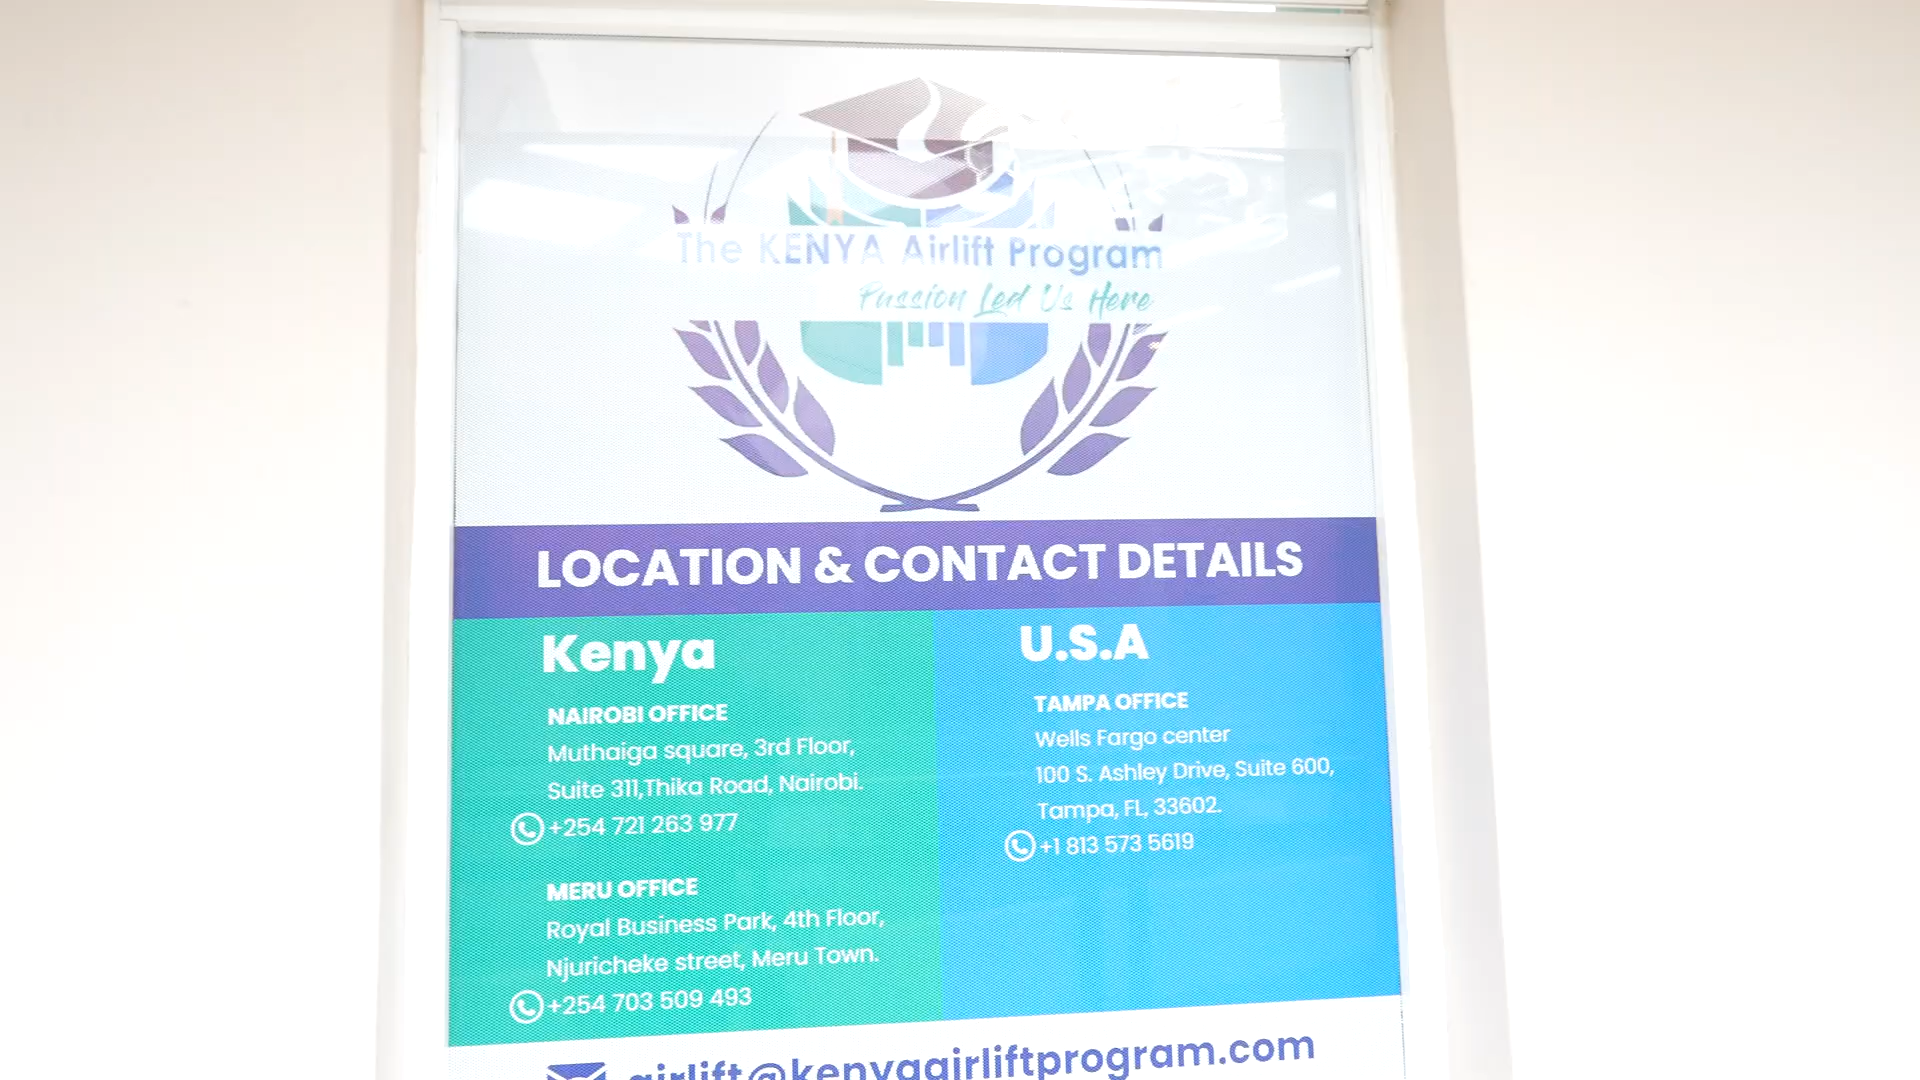 The KENYA Airlift Program
Passion Led Us Here
LOCATION & CONTACT DETAILS
Kenya
NAIROBI OFFICE
Muthaiga square, 3rd Floor,
Suite 311,Thika Road, Nairobi.
+254 721 263 977
MERU OFFICE
Royal Business Park, 4th Floor,
Njuricheke street, Meru Town.
+254 703 509 493
U.S.A
TAMPA OFFICE
Wells Fargo center
100 S. Ashley Drive, Suite 600,
Tampa, FL, 33602.
+1 813 573 5619
airlift@kenyaairliftprogram.com